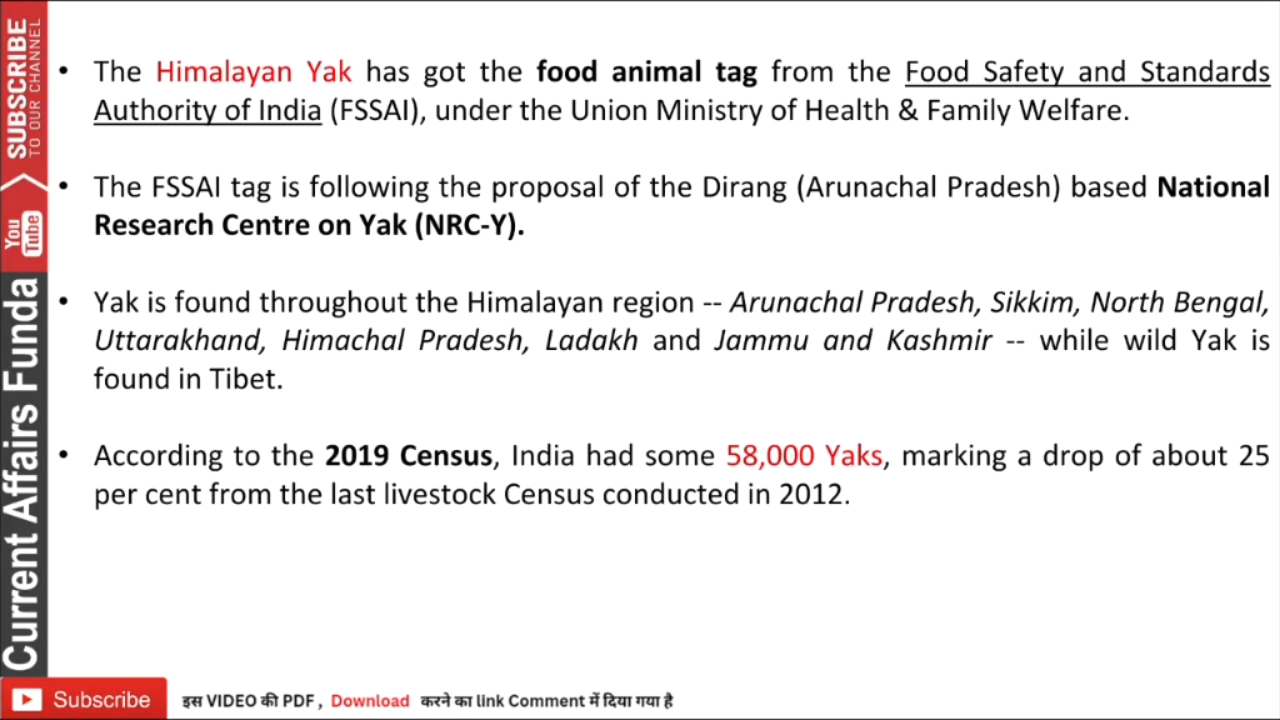 • The Himalayan Yak has got the food animal tag from the Food Safety and Standards
Authority of India (FSSAI), under the Union Ministry of Health & Family Welfare.
• The FSSAI tag is following the proposal of the Dirang (Arunachal Pradesh) based National
Research Centre on Yak (NRC-Y).
• Yak is found throughout the Himalayan region -- Arunachal Pradesh, Sikkim, North Bengal,
Uttarakhand, Himachal Pradesh, Ladakh and Jammu and Kashmir -- while wild Yak is
found in Tibet.
• According to the 2019 Census, India had some 58,000 Yaks, marking a drop of about 25
per cent from the last livestock Census conducted in 2012.
SUBSCRIBE
TO OUR CHANNEL
You
Tube
Current Affairs Funda
Subscribe
इस VIDEO की PDF , Download करने का link Comment में दिया गया है